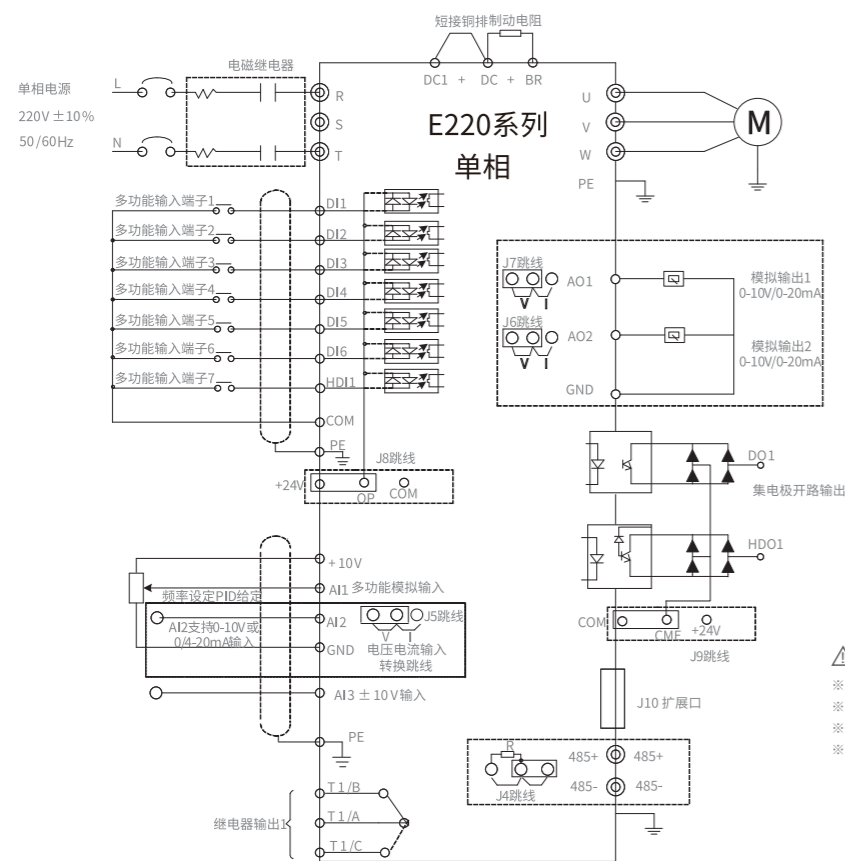 短接铜排制动电阻
DC1 + DC + BR
电磁继电器
单相电源
220V ±10%
50/60Hz
L
N
R
S
T
E220系列
单相
U
V
W
PE
M
多功能输入端子1
DI1
多功能输入端子2
DI2
多功能输入端子3
DI3
多功能输入端子4
DI4
多功能输入端子5
DI5
多功能输入端子6
DI6
多功能输入端子7
HDI1
COM
PE
J8跳线
+24V
OP
COM
J7跳线
V I
AO1
模拟输出1
0-10V/0-20mA
J6跳线
V I
AO2
模拟输出2
0-10V/0-20mA
GND
DO1
集电极开路输出
HDO1
COM
CME
+24V
J9跳线
+10V
AI1 多功能模拟输入
频率设定PID给定
AI2支持0-10V或
0/4-20mA输入
AI2
J5跳线
V I
GND
电压电流输入
转换跳线
AI3 ±10V输入
PE
J10 扩展口
R
J4跳线
485+
485+
485-
485-
继电器输出1
T1/B
T1/A
T1/C
※
※
※
※